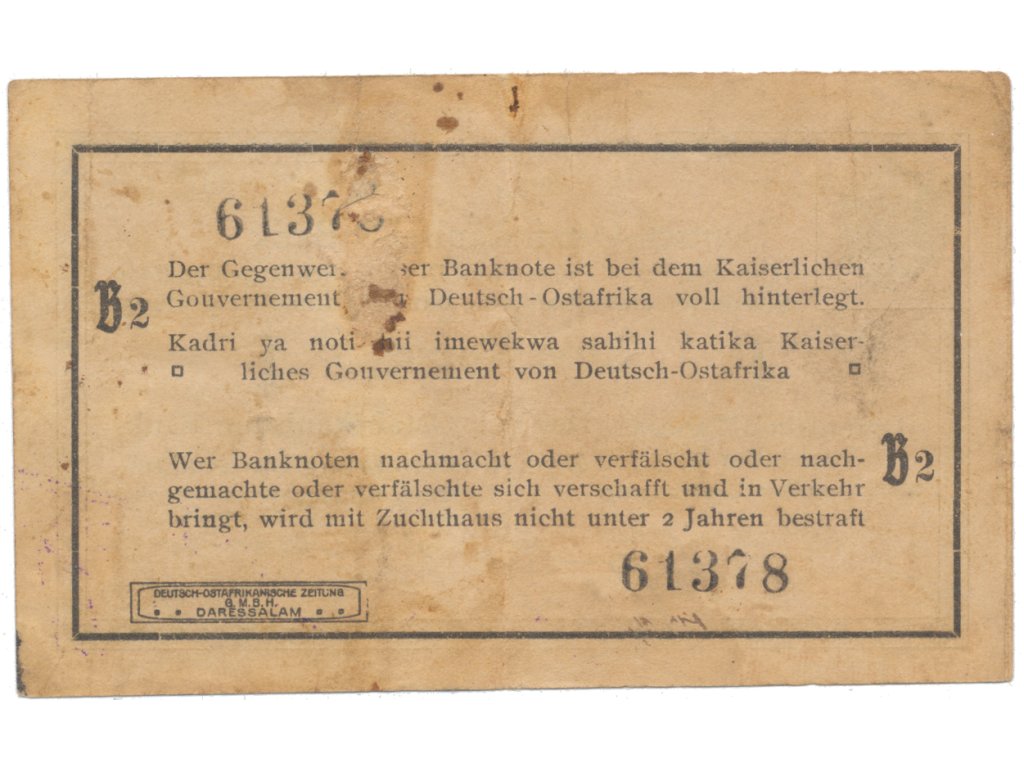 61378
Der Gegenwer ser Banknote ist bei dem Kaiserlichen
Gouvernement Deutsch-Ostafrika voll hinterlegt.
B2
Kadri ya noti hii imewekwa sahihi katika Kaiser-
liches Gouvernement von Deutsch-Ostafrika
B2
Wer Banknoten nachmacht oder verfälscht oder nach-
gemachte oder verfälschte sich verschafft und in Verkehr
bringt, wird mit Zuchthaus nicht unter 2 Jahren bestraft
61378
DEUTSCH-OSTAFRIKANISCHE ZEITUNG
G.M.B.H.
DARESSALAM